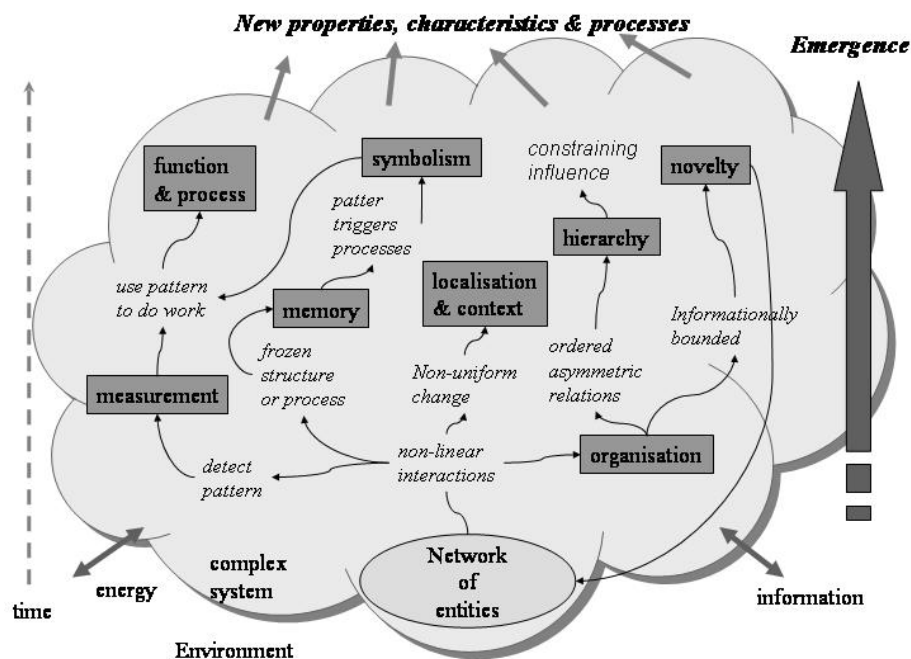 New properties, characteristics & processes
Emergence
function
& process
symbolism
constraining
influence
novelty
patter
triggers
processes
hierarchy
use pattern
to do work
memory
localisation
& context
Informationally
bounded
frozen
structure
or process
Non-uniform
change
ordered
asymmetric
relations
measurement
detect
pattern
non-linear
interactions
organisation
Network
of
entities
complex
system
energy
information
time
Environment